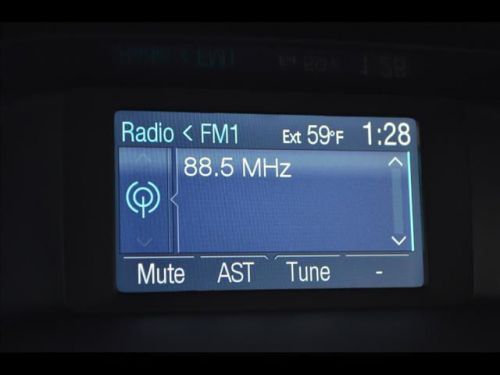 Radio < FM1 Ext 59°F 1:28
88.5 MHz
Mute AST Tune -